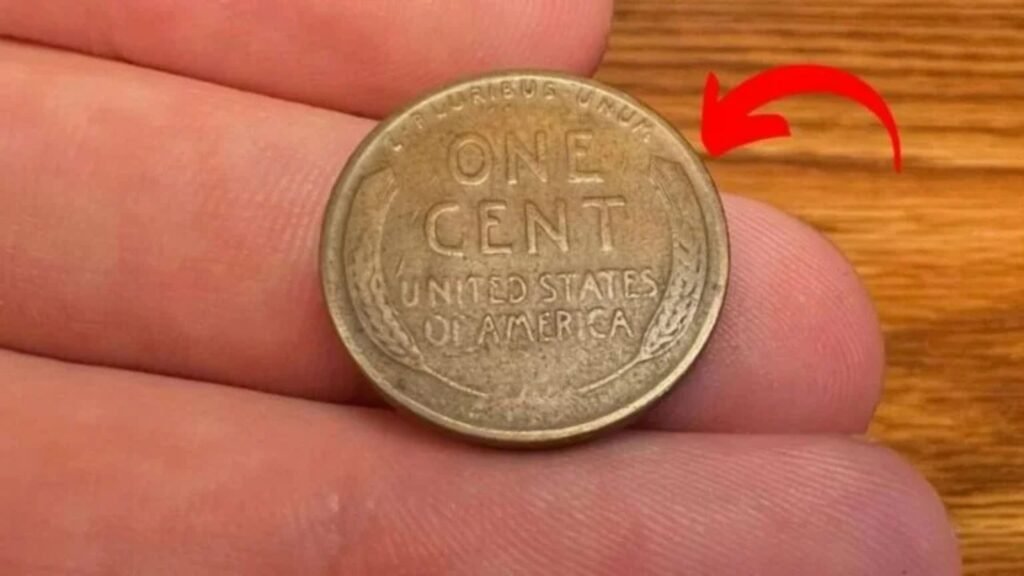 E PLURIBUS UNUM
ONE
CENT
UNITED STATES
OF AMERICA